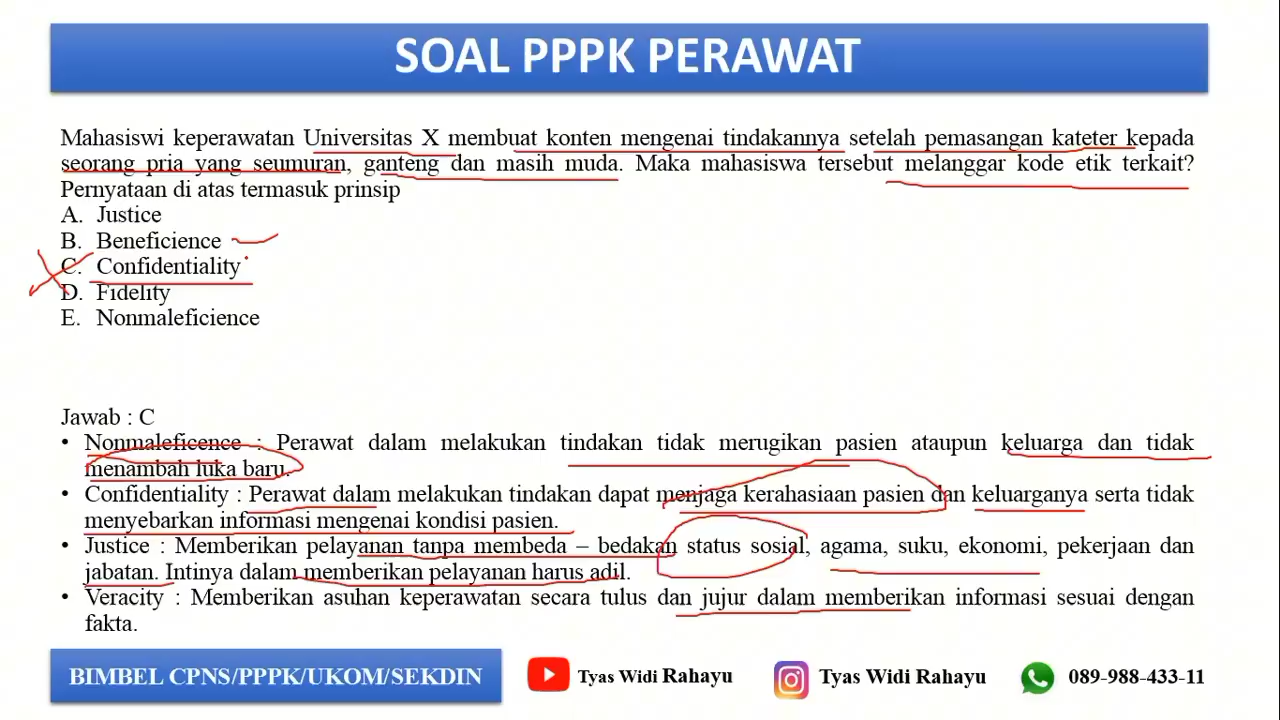 SOAL PPPK PERAWAT
Mahasiswi keperawatan Universitas X membuat konten mengenai tindakannya setelah pemasangan kateter kepada
seorang pria yang seumuran, ganteng dan masih muda. Maka mahasiswa tersebut melanggar kode etik terkait?
Pernyataan di atas termasuk prinsip
A. Justice
B. Beneficience
C. Confidentiality
D. Fidelity
E. Nonmaleficience
Jawab : C
• Nonmaleficence : Perawat dalam melakukan tindakan tidak merugikan pasien ataupun keluarga dan tidak
menambah luka baru.
• Confidentiality : Perawat dalam melakukan tindakan dapat menjaga kerahasiaan pasien dan keluarganya serta tidak
menyebarkan informasi mengenai kondisi pasien.
• Justice : Memberikan pelayanan tanpa membeda – bedakan status sosial, agama, suku, ekonomi, pekerjaan dan
jabatan. Intinya dalam memberikan pelayanan harus adil.
• Veracity : Memberikan asuhan keperawatan secara tulus dan jujur dalam memberikan informasi sesuai dengan
fakta.
BIMBEL CPNS/PPPK/UKOM/SEKDIN
Tyas Widi Rahayu
Tyas Widi Rahayu
089-988-433-11